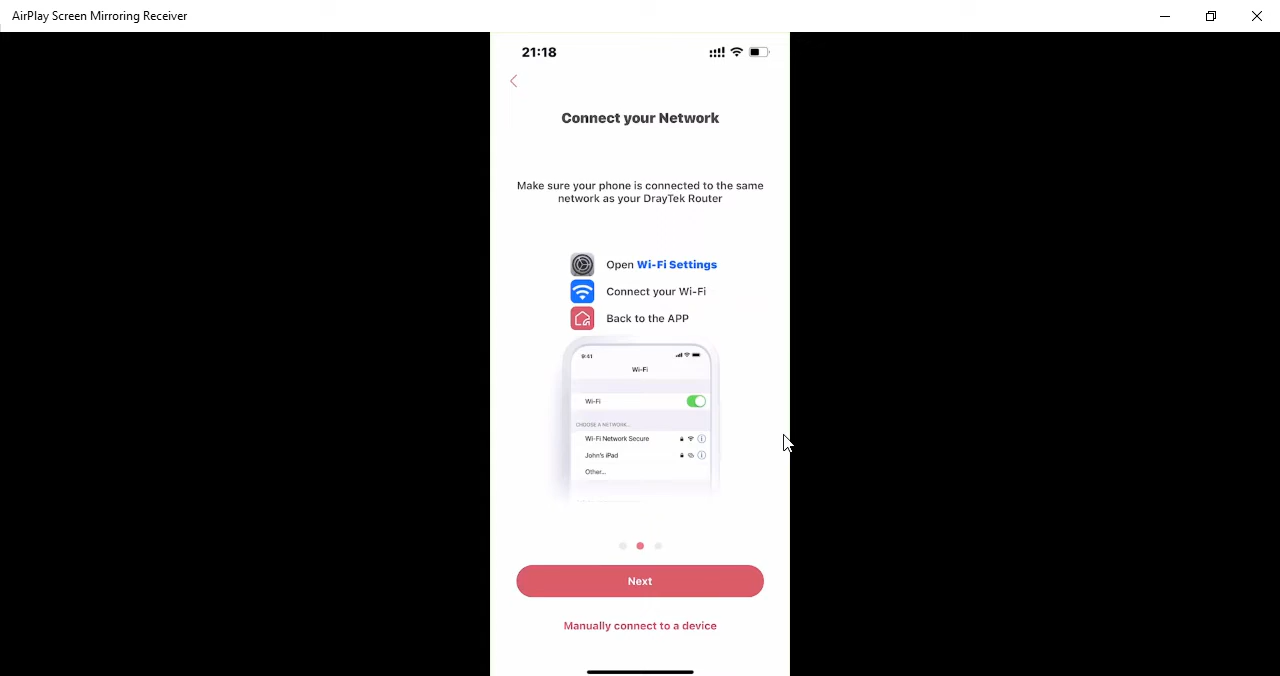 AirPlay Screen Mirroring Receiver
21:18
Connect your Network
Make sure your phone is connected to the same
network as your DrayTek Router
Open Wi-Fi Settings
Connect your Wi-Fi
Back to the APP
9:41
Wi-Fi
Wi-Fi
CHOOSE A NETWORK...
Wi-Fi Network Secure
John's iPad
Other...
Next
Manually connect to a device